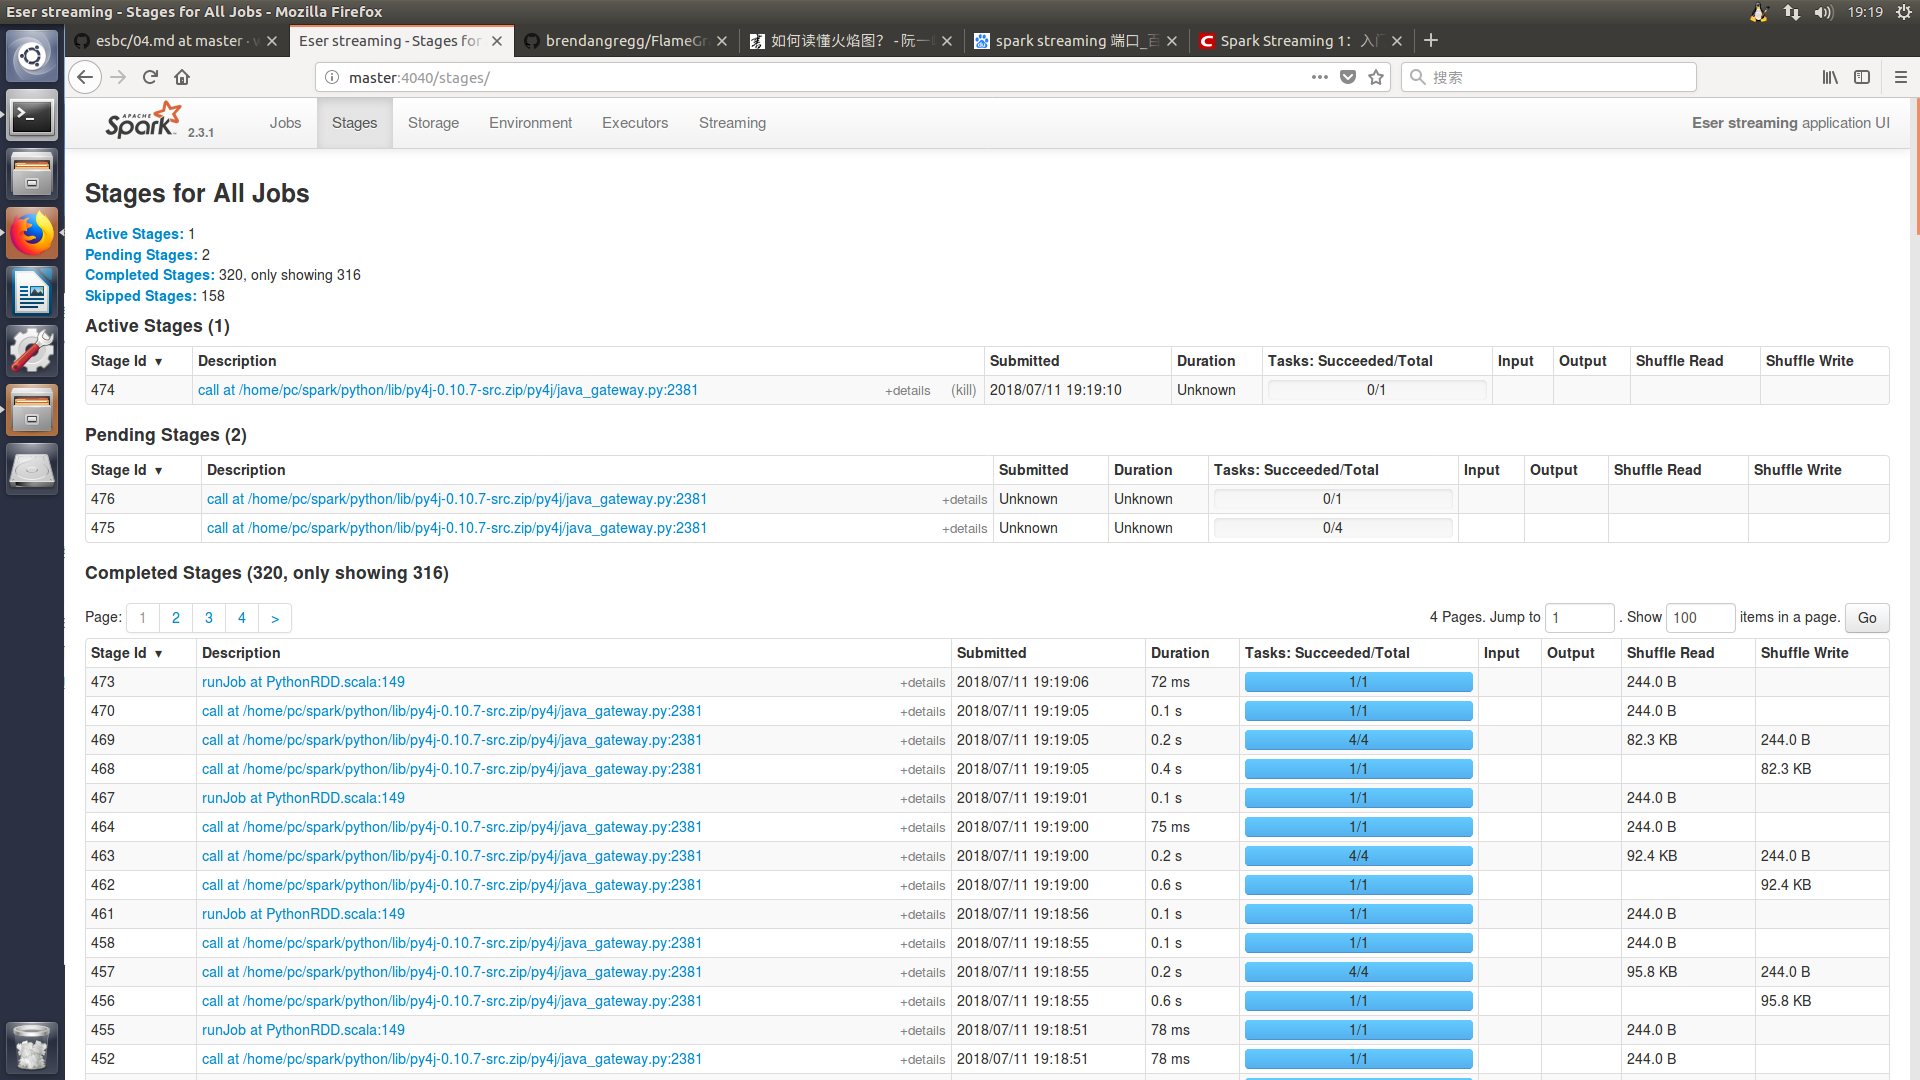 Eser streaming - Stages for All Jobs - Mozilla Firefox
19:19
esbc/04.md at master ·
Eser streaming - Stages for
brendangregg/FlameGr
如何读懂火焰图? - 阮一
spark streaming 端口_百
Spark Streaming 1：入门
master:4040/stages/
搜索
APACHE Spark 2.3.1
Jobs Stages Storage Environment Executors Streaming
Eser streaming application UI
Stages for All Jobs
Active Stages: 1
Pending Stages: 2
Completed Stages: 320, only showing 316
Skipped Stages: 158
Active Stages (1)
Stage Id ▾ Description Submitted Duration Tasks: Succeeded/Total Input Output Shuffle Read Shuffle Write
474 call at /home/pc/spark/python/lib/py4j-0.10.7-src.zip/py4j/java_gateway.py:2381 +details (kill) 2018/07/11 19:19:10 Unknown 0/1
Pending Stages (2)
Stage Id ▾ Description Submitted Duration Tasks: Succeeded/Total Input Output Shuffle Read Shuffle Write
476 call at /home/pc/spark/python/lib/py4j-0.10.7-src.zip/py4j/java_gateway.py:2381 +details Unknown Unknown 0/1
475 call at /home/pc/spark/python/lib/py4j-0.10.7-src.zip/py4j/java_gateway.py:2381 +details Unknown Unknown 0/4
Completed Stages (320, only showing 316)
Page: 1 2 3 4 > 4 Pages. Jump to 1 . Show 100 items in a page. Go
Stage Id ▾ Description Submitted Duration Tasks: Succeeded/Total Input Output Shuffle Read Shuffle Write
473 runJob at PythonRDD.scala:149 +details 2018/07/11 19:19:06 72 ms 1/1 244.0 B
470 call at /home/pc/spark/python/lib/py4j-0.10.7-src.zip/py4j/java_gateway.py:2381 +details 2018/07/11 19:19:05 0.1 s 1/1 244.0 B
469 call at /home/pc/spark/python/lib/py4j-0.10.7-src.zip/py4j/java_gateway.py:2381 +details 2018/07/11 19:19:05 0.2 s 4/4 82.3 KB 244.0 B
468 call at /home/pc/spark/python/lib/py4j-0.10.7-src.zip/py4j/java_gateway.py:2381 +details 2018/07/11 19:19:05 0.4 s 1/1 82.3 KB
467 runJob at PythonRDD.scala:149 +details 2018/07/11 19:19:01 0.1 s 1/1 244.0 B
464 call at /home/pc/spark/python/lib/py4j-0.10.7-src.zip/py4j/java_gateway.py:2381 +details 2018/07/11 19:19:00 75 ms 1/1 244.0 B
463 call at /home/pc/spark/python/lib/py4j-0.10.7-src.zip/py4j/java_gateway.py:2381 +details 2018/07/11 19:19:00 0.2 s 4/4 92.4 KB 244.0 B
462 call at /home/pc/spark/python/lib/py4j-0.10.7-src.zip/py4j/java_gateway.py:2381 +details 2018/07/11 19:19:00 0.6 s 1/1 92.4 KB
461 runJob at PythonRDD.scala:149 +details 2018/07/11 19:18:56 0.1 s 1/1 244.0 B
458 call at /home/pc/spark/python/lib/py4j-0.10.7-src.zip/py4j/java_gateway.py:2381 +details 2018/07/11 19:18:55 0.1 s 1/1 244.0 B
457 call at /home/pc/spark/python/lib/py4j-0.10.7-src.zip/py4j/java_gateway.py:2381 +details 2018/07/11 19:18:55 0.2 s 4/4 95.8 KB 244.0 B
456 call at /home/pc/spark/python/lib/py4j-0.10.7-src.zip/py4j/java_gateway.py:2381 +details 2018/07/11 19:18:55 0.6 s 1/1 95.8 KB
455 runJob at PythonRDD.scala:149 +details 2018/07/11 19:18:51 78 ms 1/1 244.0 B
452 call at /home/pc/spark/python/lib/py4j-0.10.7-src.zip/py4j/java_gateway.py:2381 +details 2018/07/11 19:18:51 78 ms 1/1 244.0 B